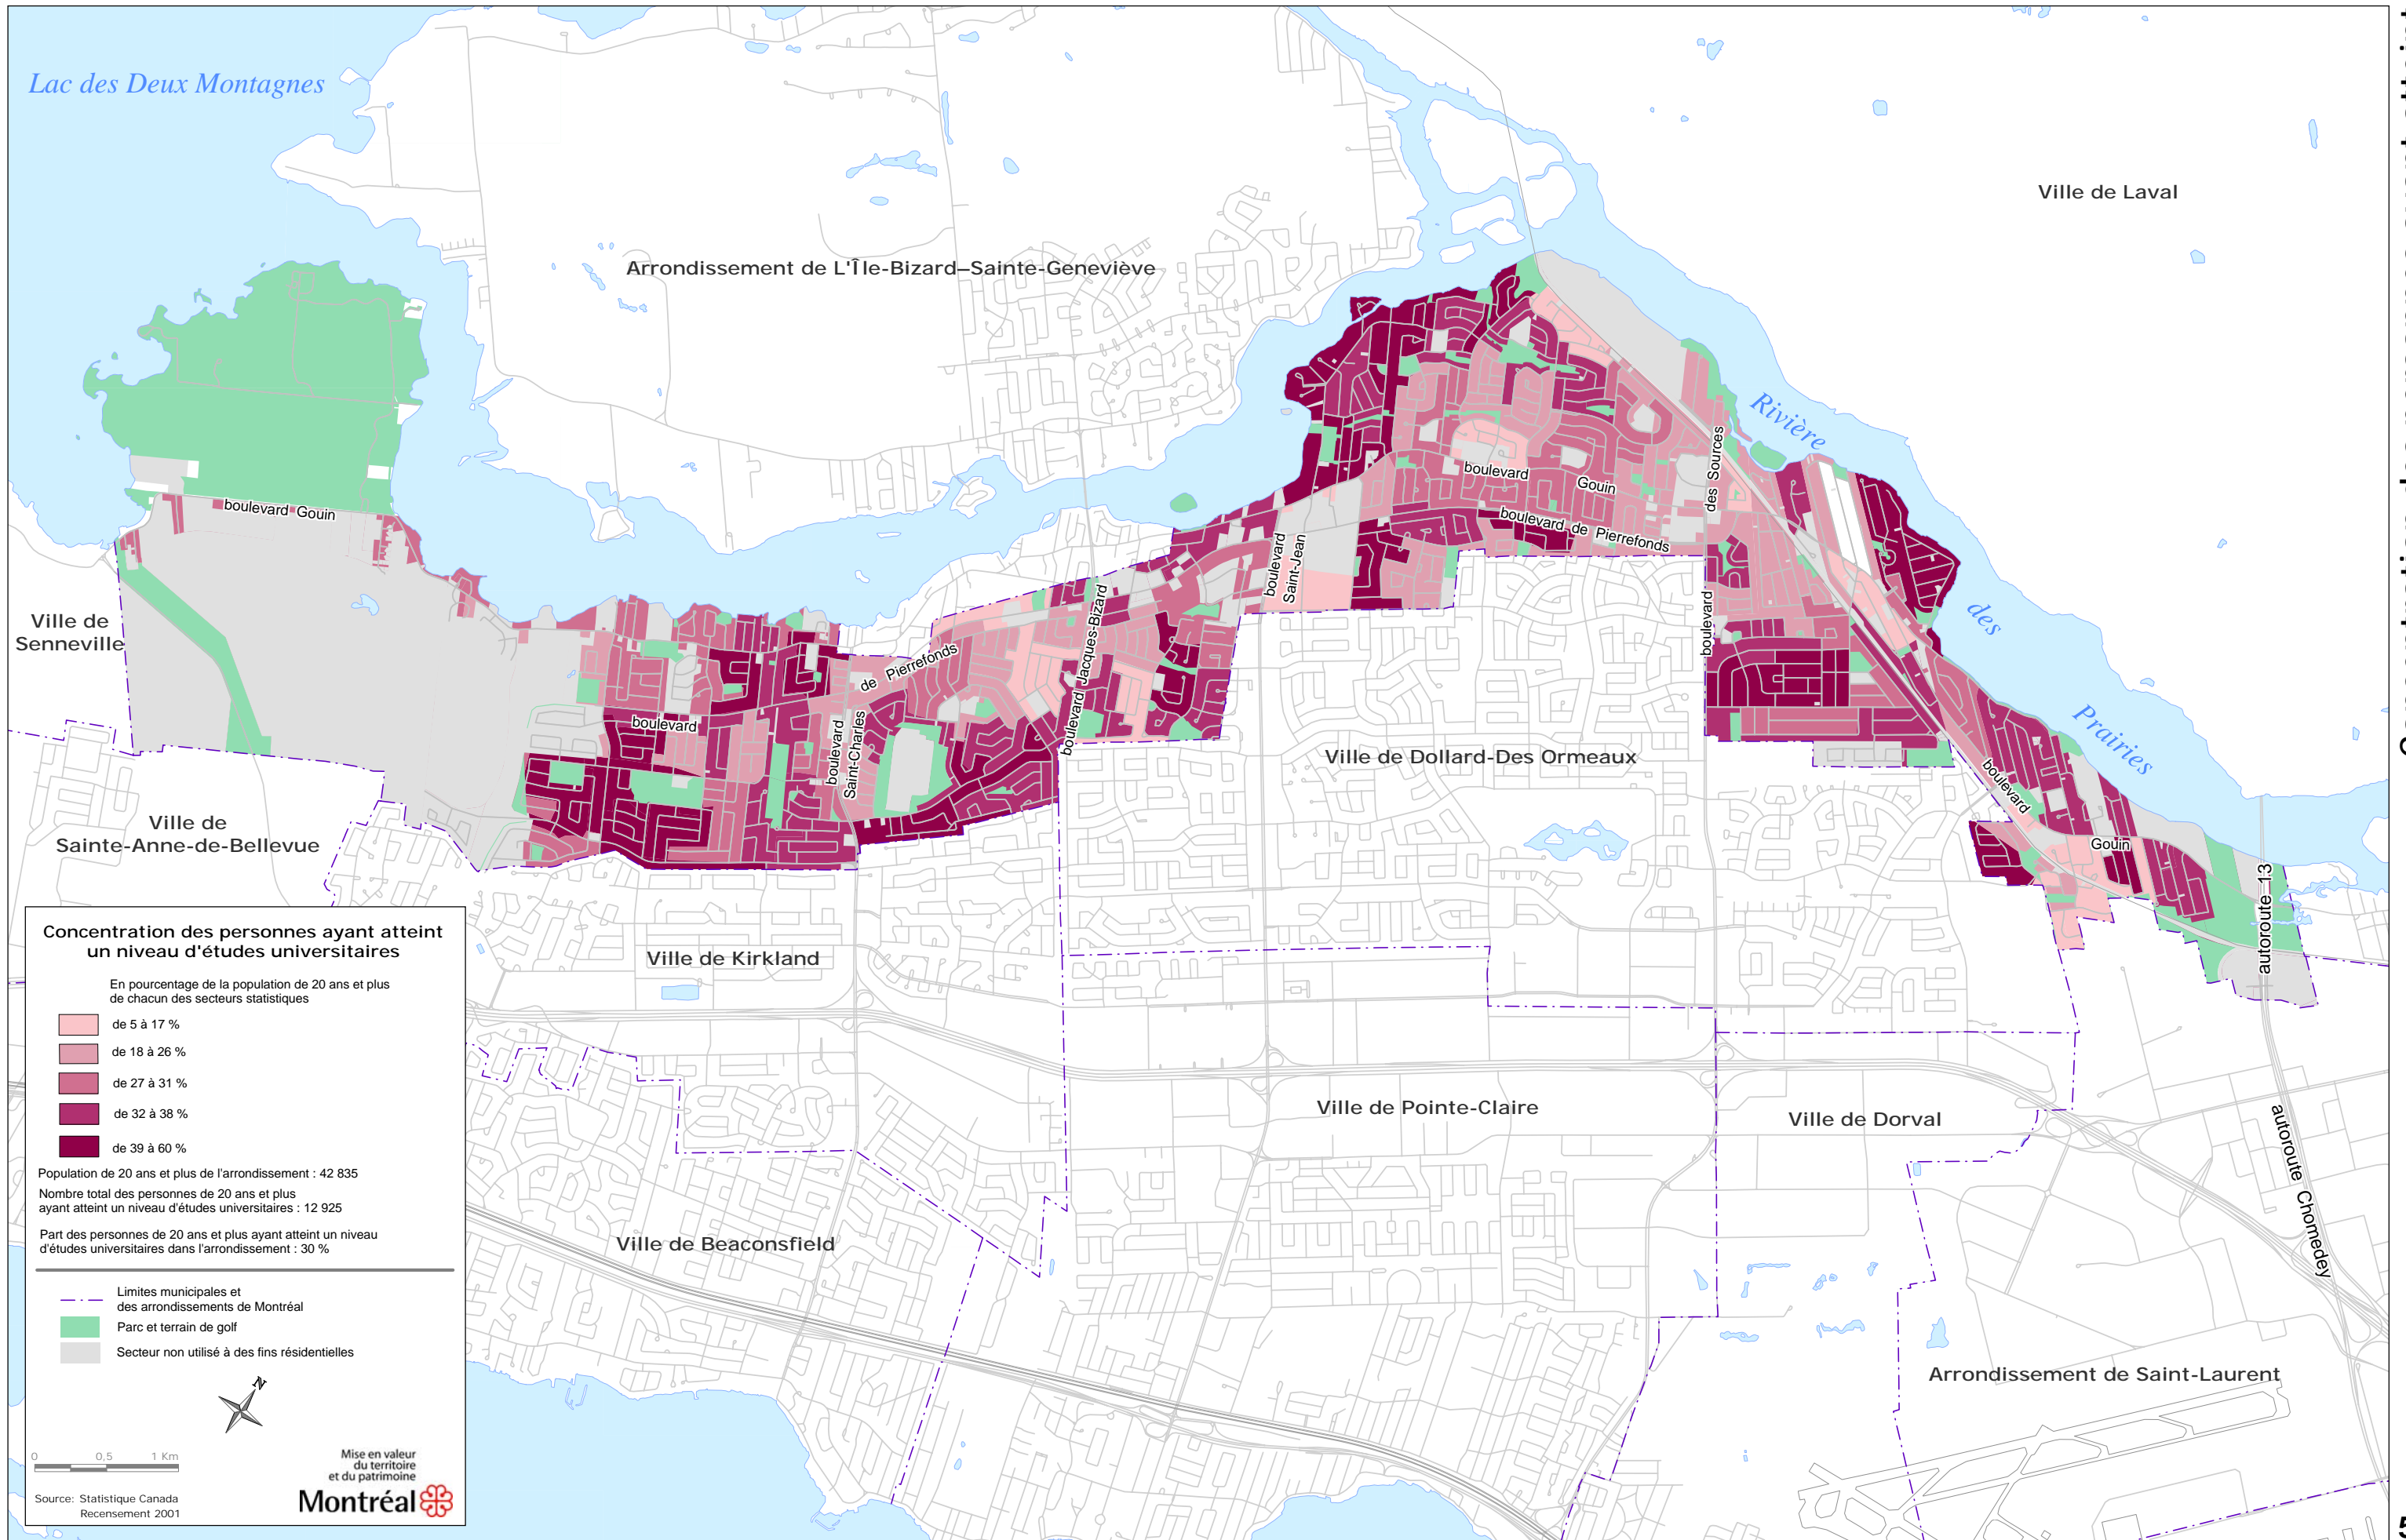 Lac des Deux Montagnes
Ville de Laval
Arrondissement de L'Île-Bizard–Sainte-Geneviève
Rivière
des
Prairies
boulevard Gouin
boulevard
Gouin
des Sources
boulevard
boulevard de Pierrefonds
boulevard
Saint-Jean
boulevard Jacques-Bizard
de Pierrefonds
boulevard
boulevard
Saint-Charles
Ville de
Senneville
Ville de
Sainte-Anne-de-Bellevue
Ville de Dollard-Des Ormeaux
boulevard
Gouin
autoroute 13
autoroute Chomedey
Ville de Kirkland
Ville de Pointe-Claire
Ville de Dorval
Ville de Beaconsfield
Arrondissement de Saint-Laurent
Concentration des personnes ayant atteint
un niveau d'études universitaires
En pourcentage de la population de 20 ans et plus
de chacun des secteurs statistiques
de 5 à 17 %
de 18 à 26 %
de 27 à 31 %
de 32 à 38 %
de 39 à 60 %
Population de 20 ans et plus de l'arrondissement : 42 835
Nombre total des personnes de 20 ans et plus
ayant atteint un niveau d'études universitaires : 12 925
Part des personnes de 20 ans et plus ayant atteint un niveau
d'études universitaires dans l'arrondissement : 30 %
Limites municipales et
des arrondissements de Montréal
Parc et terrain de golf
Secteur non utilisé à des fins résidentielles
N
0 0,5 1 Km
Mise en valeur
du territoire
et du patrimoine
Montréal
Source: Statistique Canada
Recensement 2001